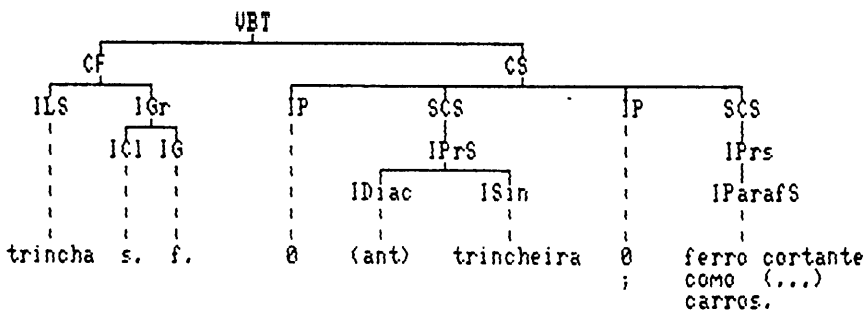 VBT
CF CS
ILS IGr IP SCS IP SCS
ICl IG IPrS IPrs
IDiac ISin IParafS
trincha s. f. 0 (ant) trincheira 0 ferro cortante
; como (...)
carros.